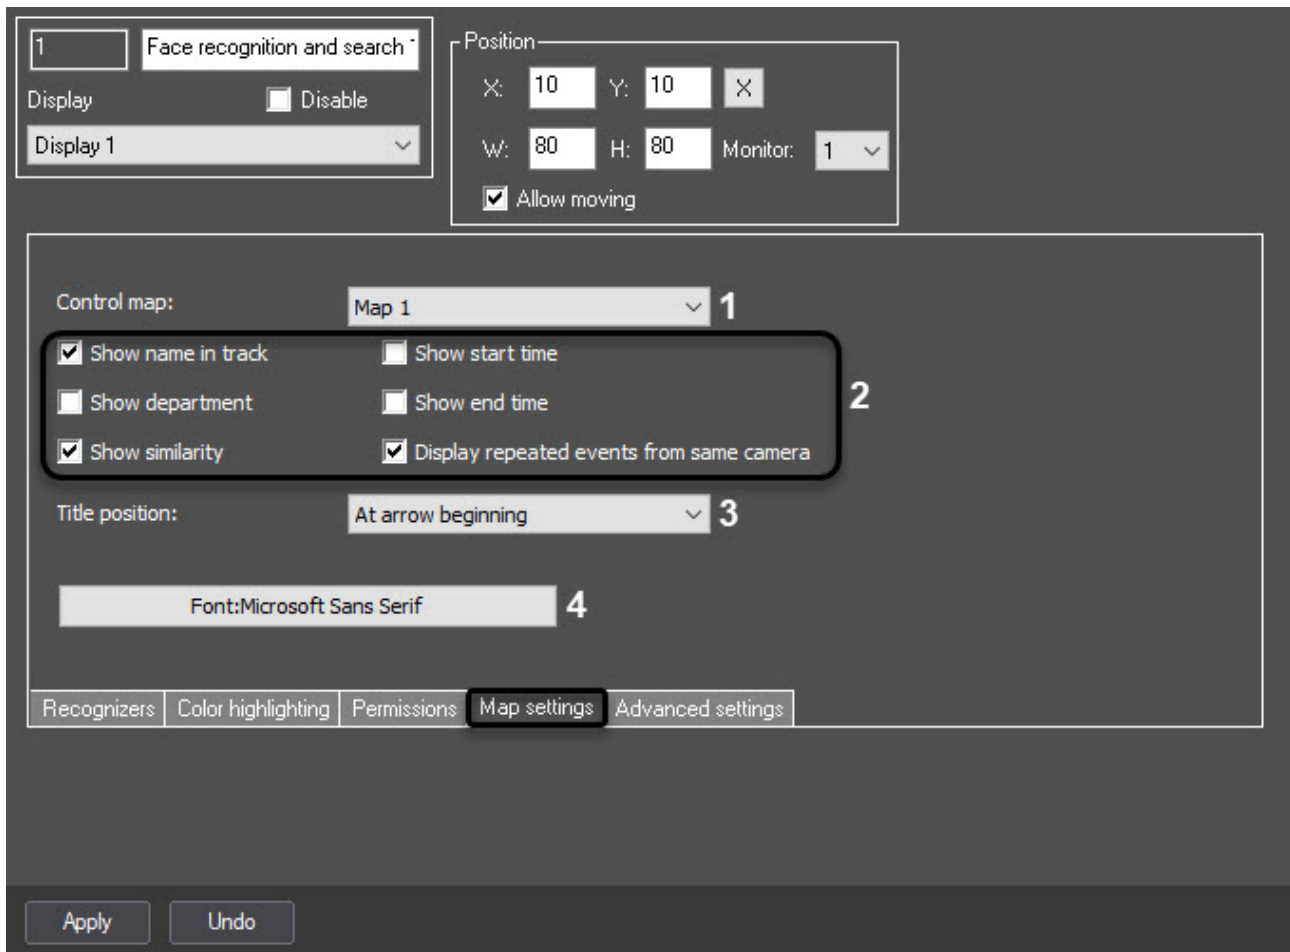 1
Face recognition and search
Display
Disable
Display 1
Position
X: 10 Y: 10 X
W: 80 H: 80 Monitor: 1
Allow moving
Control map: Map 1 1
Show name in track Show start time
Show department Show end time
2
Show similarity Display repeated events from same camera
Title position: At arrow beginning 3
Font:Microsoft Sans Serif 4
Recognizers Color highlighting Permissions Map settings Advanced settings
Apply Undo